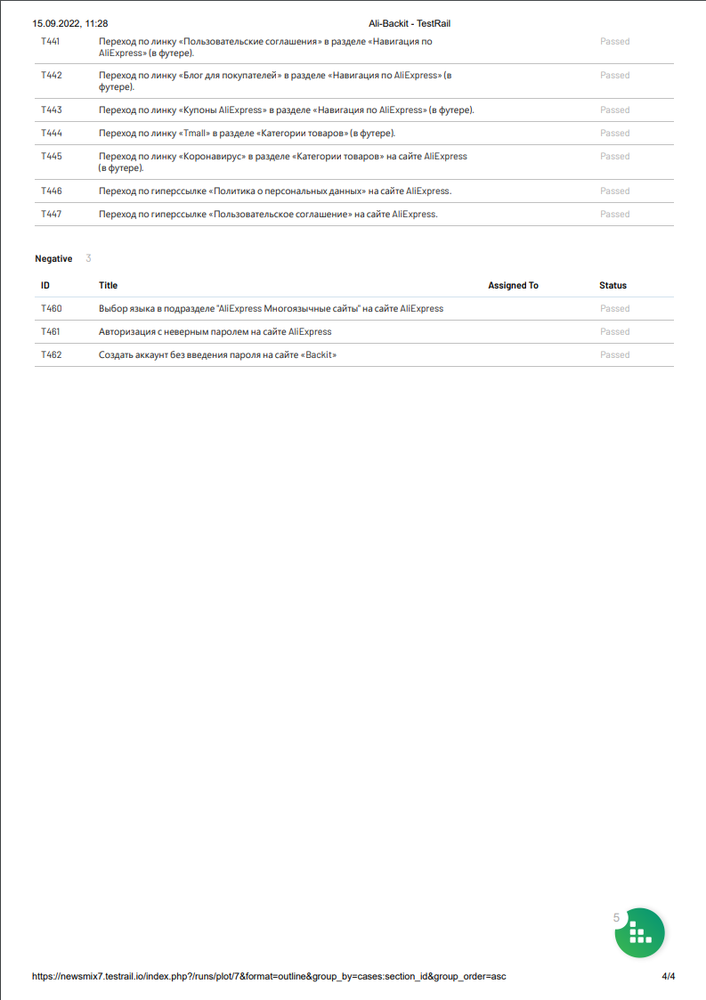 15.09.2022, 11:28 Ali-Backit - TestRail
T441 Переход по линку «Пользовательские соглашения» в разделе «Навигация по Passed
AliExpress» (в футере).
T442 Переход по линку «Блог для покупателей» в разделе «Навигация по AliExpress» (в Passed
футере).
T443 Переход по линку «Купоны AliExpress» в разделе «Навигация по AliExpress» (в футере). Passed
T444 Переход по линку «Tmall» в разделе «Категории товаров» (в футере). Passed
T445 Переход по линку «Коронавирус» в разделе «Категории товаров» на сайте AliExpress Passed
(в футере).
T446 Переход по гиперссылке «Политика о персональных данных» на сайте AliExpress. Passed
T447 Переход по гиперссылке «Пользовательское соглашение» на сайте AliExpress. Passed
Negative 3
ID Title Assigned To Status
T460 Выбор языка в подразделе "AliExpress Многоязычные сайты" на сайте AliExpress Passed
T461 Авторизация с неверным паролем на сайте AliExpress Passed
T462 Создать аккаунт без введения пароля на сайте «Backit» Passed
5
https://newsmix7.testrail.io/index.php?/runs/plot/7&format=outline&group_by=cases:section_id&group_order=asc 4/4